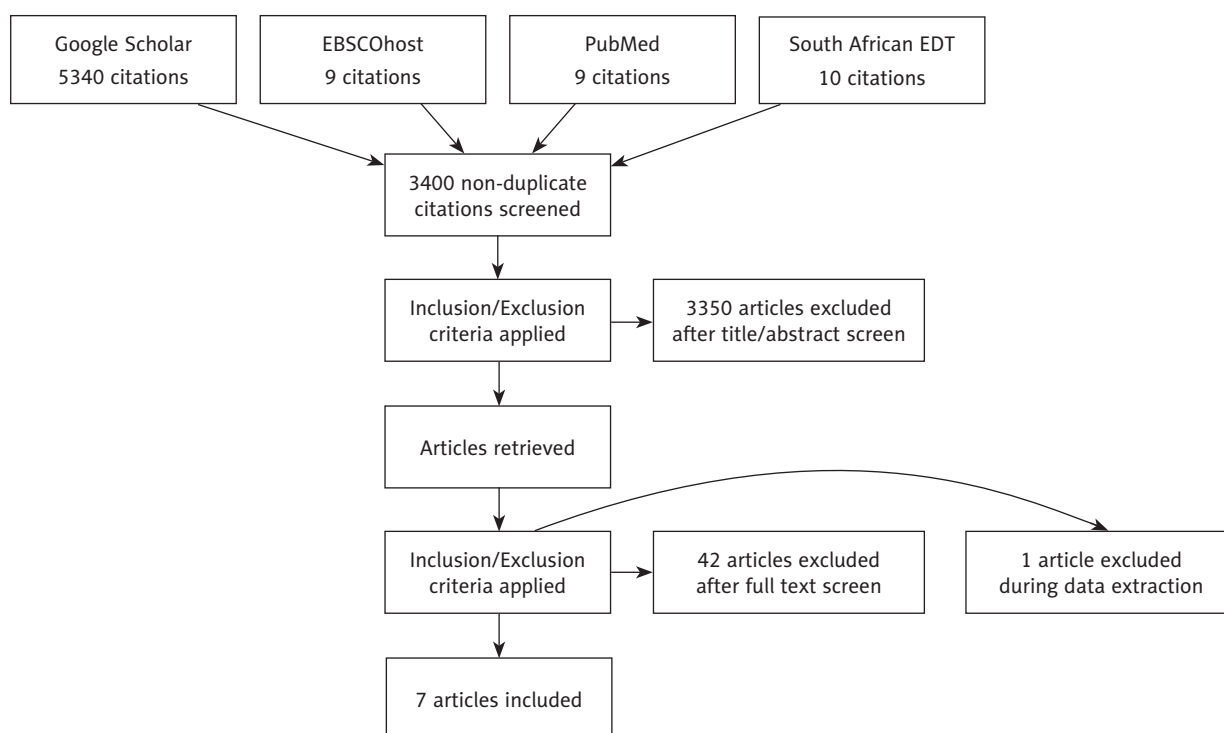 Google Scholar
5340 citations
EBSCOhost
9 citations
PubMed
9 citations
South African EDT
10 citations
3400 non-duplicate
citations screened
Inclusion/Exclusion
criteria applied
3350 articles excluded
after title/abstract screen
Articles retrieved
Inclusion/Exclusion
criteria applied
42 articles excluded
after full text screen
1 article excluded
during data extraction
7 articles included